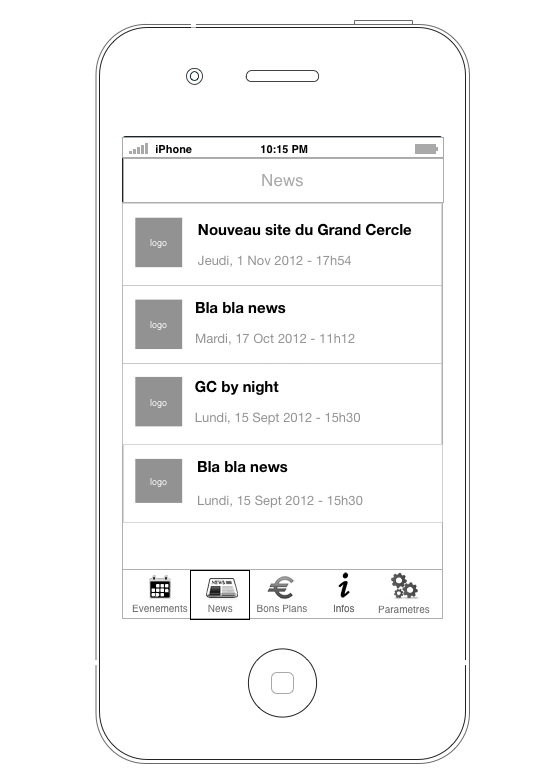 iPhone 10:15 PM
News
logo
Nouveau site du Grand Cercle
Jeudi, 1 Nov 2012 - 17h54
logo
Bla bla news
Mardi, 17 Oct 2012 - 11h12
logo
GC by night
Lundi, 15 Sept 2012 - 15h30
logo
Bla bla news
Lundi, 15 Sept 2012 - 15h30
NEWS
Evenements News Bons Plans Infos Parametres